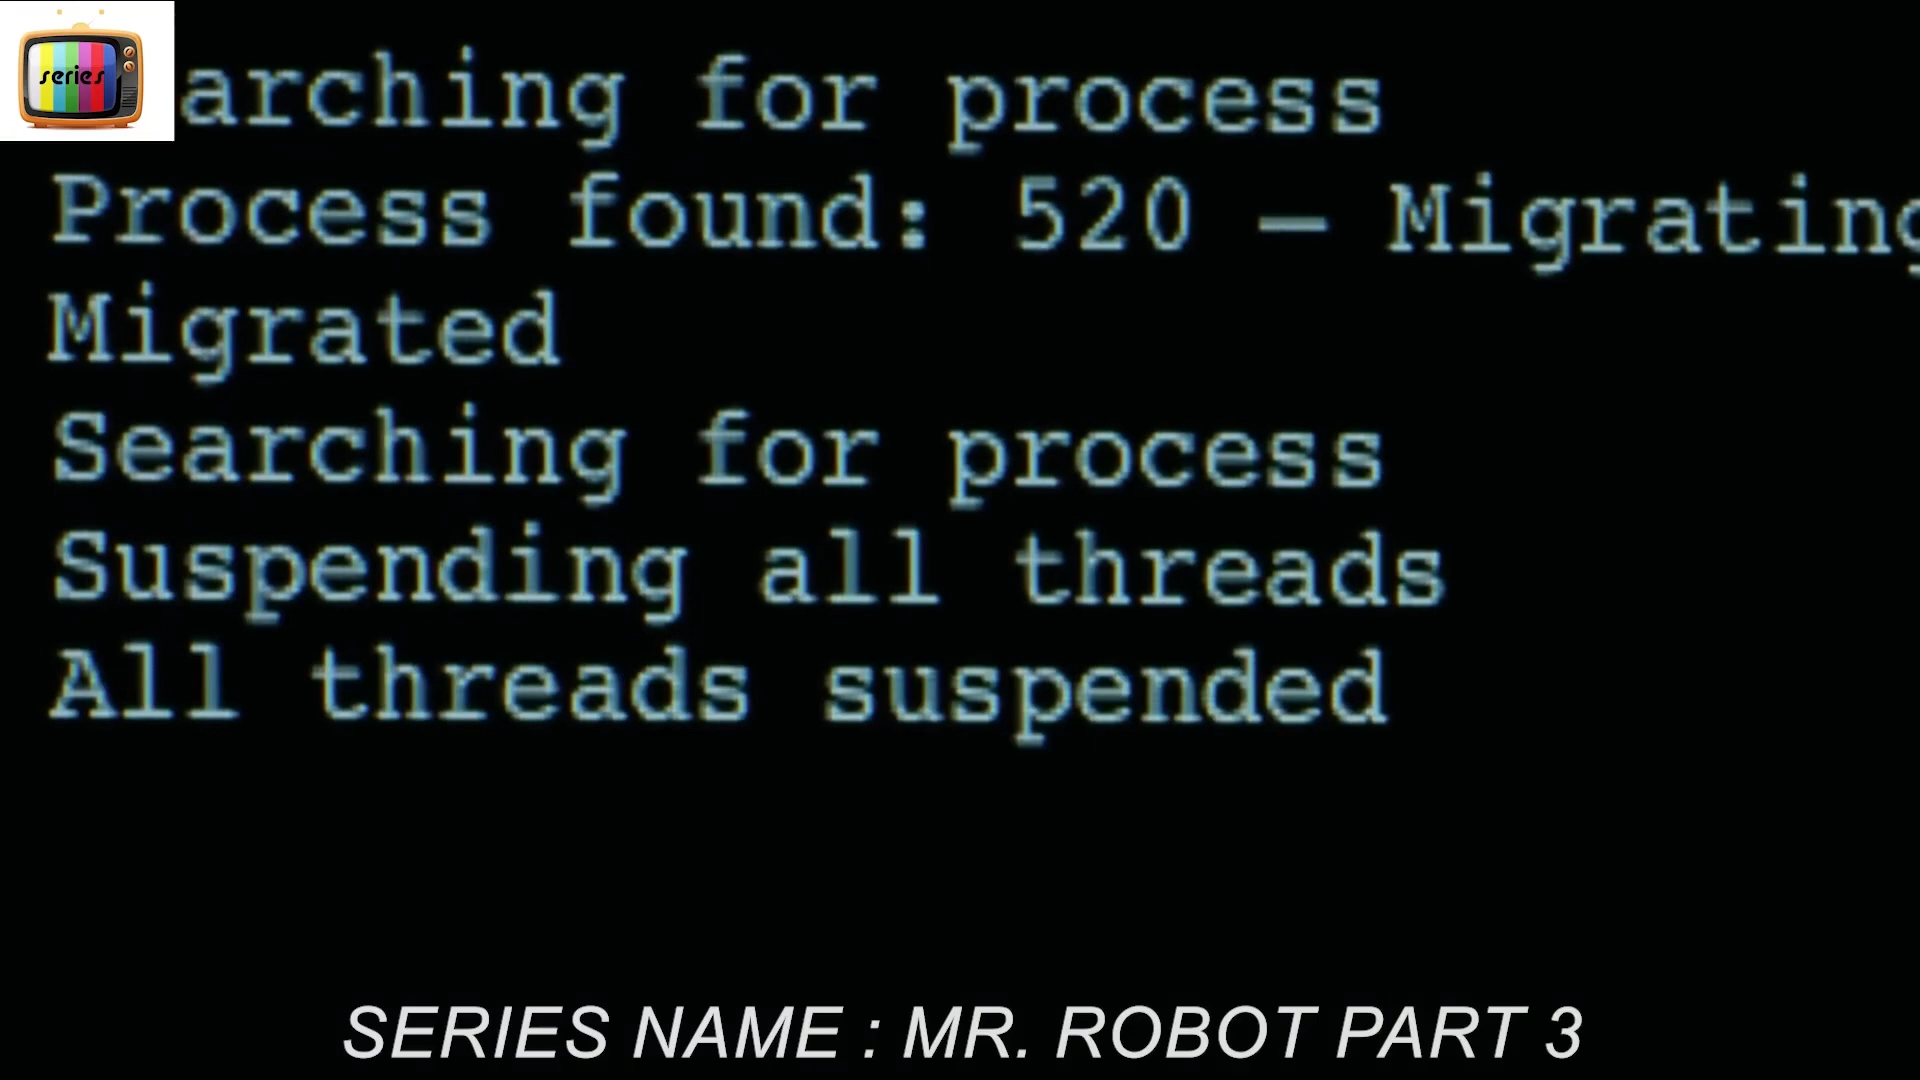 series
arching for process
Process found: 520 — Migrating
Migrated
Searching for process
Suspending all threads
All threads suspended
SERIES NAME : MR. ROBOT PART 3